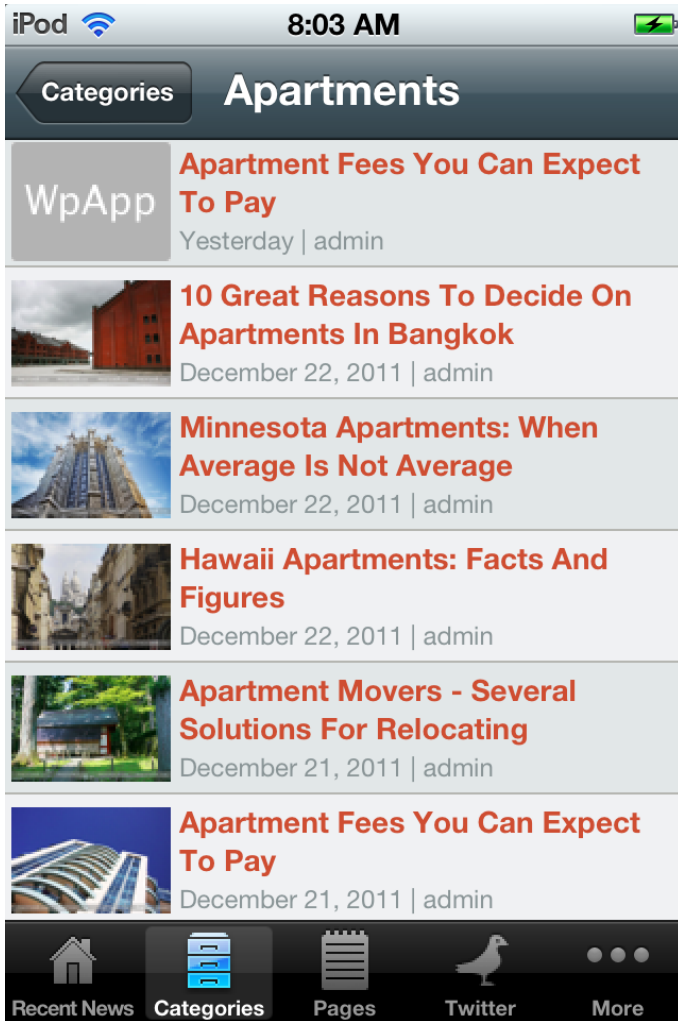 iPod 8:03 AM
Categories Apartments
WpApp
Apartment Fees You Can Expect
To Pay
Yesterday | admin
10 Great Reasons To Decide On
Apartments In Bangkok
December 22, 2011 | admin
Minnesota Apartments: When
Average Is Not Average
December 22, 2011 | admin
Hawaii Apartments: Facts And
Figures
December 22, 2011 | admin
Apartment Movers - Several
Solutions For Relocating
December 21, 2011 | admin
Apartment Fees You Can Expect
To Pay
December 21, 2011 | admin
Recent News Categories Pages Twitter More